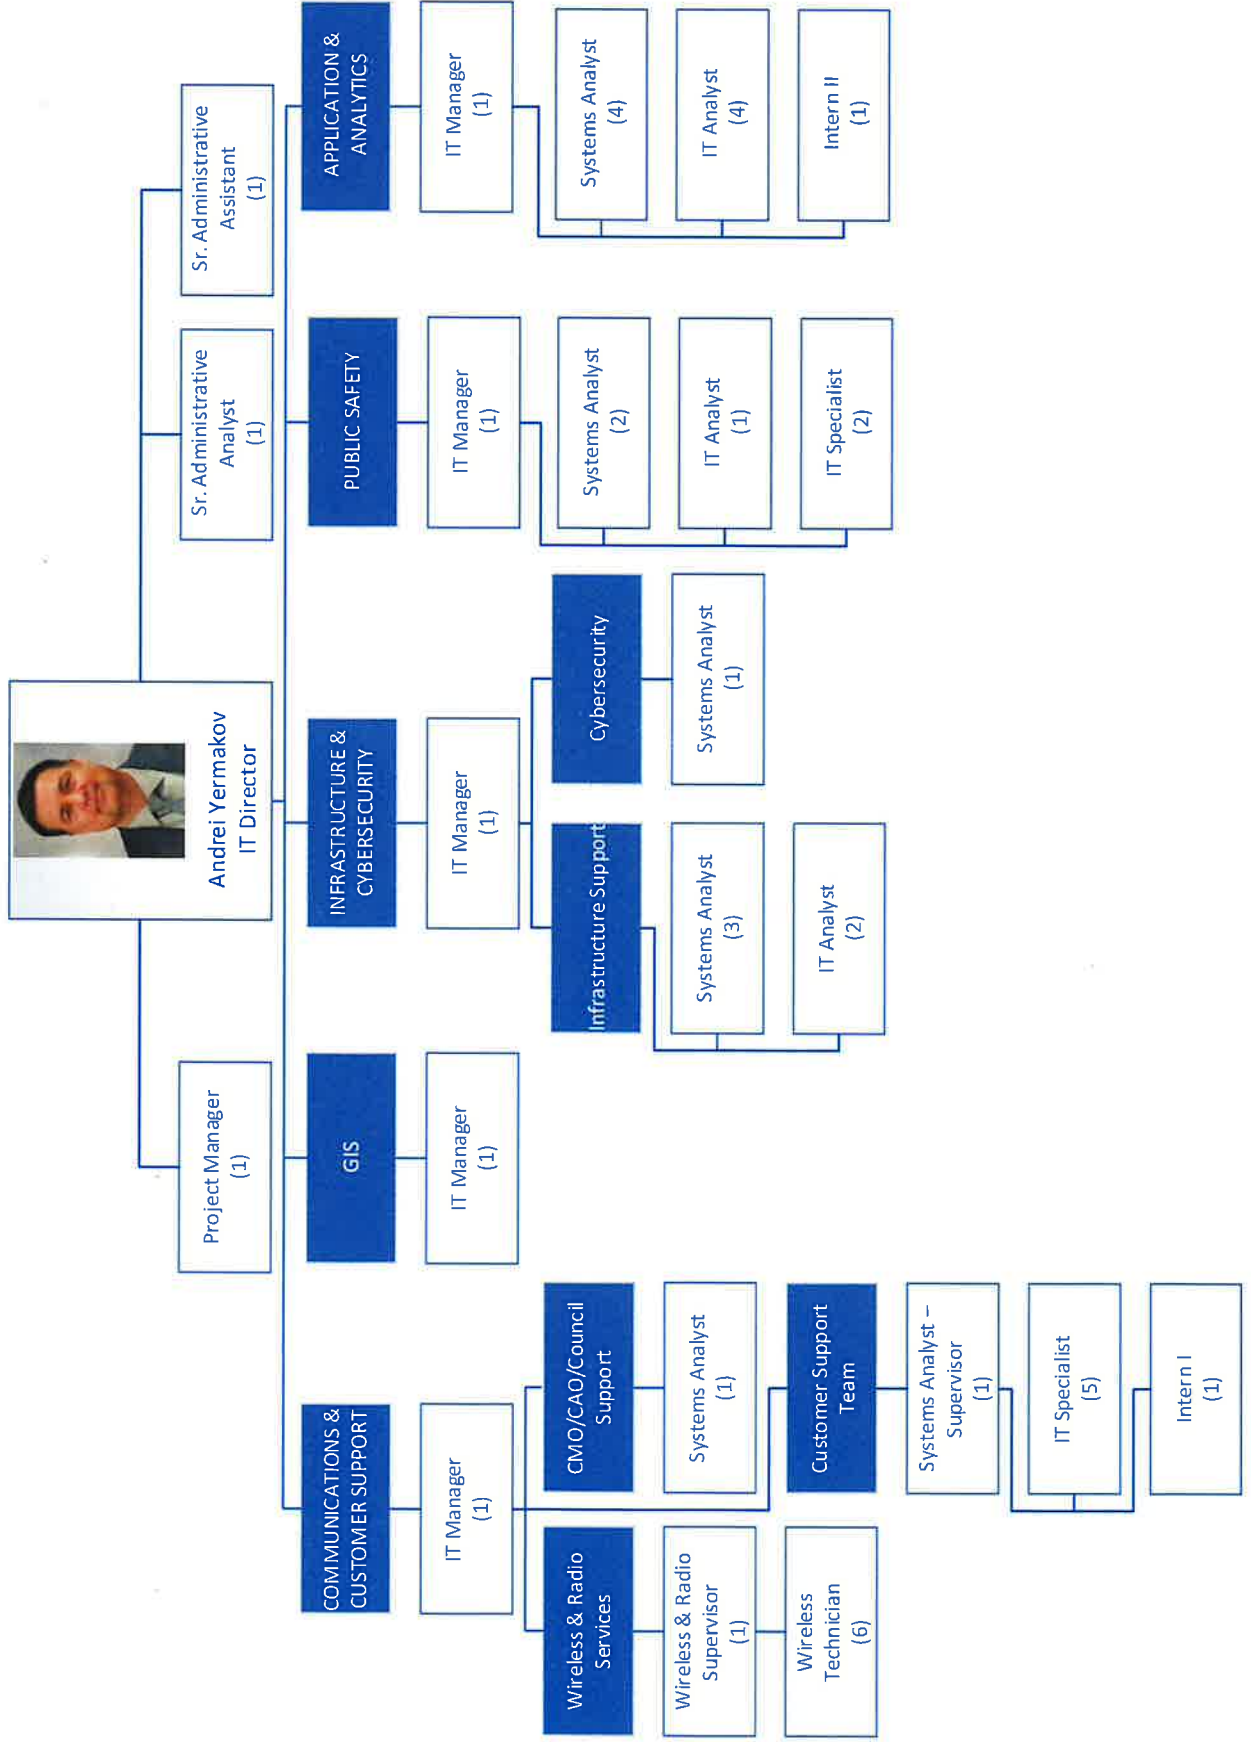 Andrei Yermakov
IT Director
Project Manager
(1)
Sr. Administrative
Analyst
(1)
Sr. Administrative
Assistant
(1)
COMMUNICATIONS &
CUSTOMER SUPPORT
IT Manager
(1)
Wireless & Radio
Services
Wireless & Radio
Supervisor
(1)
Wireless
Technician
(6)
CMO/CAO/Council
Support
Systems Analyst
(1)
Customer Support
Team
Systems Analyst –
Supervisor
(1)
IT Specialist
(5)
Intern I
(1)
GIS
IT Manager
(1)
INFRASTRUCTURE &
CYBERSECURITY
IT Manager
(1)
Infrastructure Support
Systems Analyst
(3)
IT Analyst
(2)
Cybersecurity
Systems Analyst
(1)
PUBLIC SAFETY
IT Manager
(1)
Systems Analyst
(2)
IT Analyst
(1)
IT Specialist
(2)
APPLICATION &
ANALYTICS
IT Manager
(1)
Systems Analyst
(4)
IT Analyst
(4)
Intern II
(1)